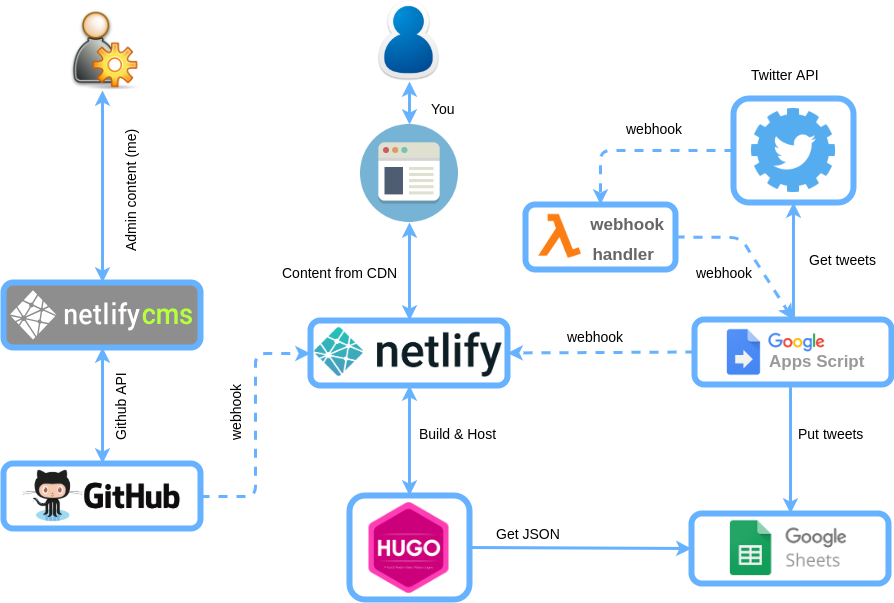 Twitter API
You
webhook
Admin content (me)
webhook
handler
Content from CDN
webhook
Get tweets
netlifycms
netlify
webhook
Google
Apps Script
Github API
webhook
Build & Host
Put tweets
GitHub
HUGO
Get JSON
Google
Sheets